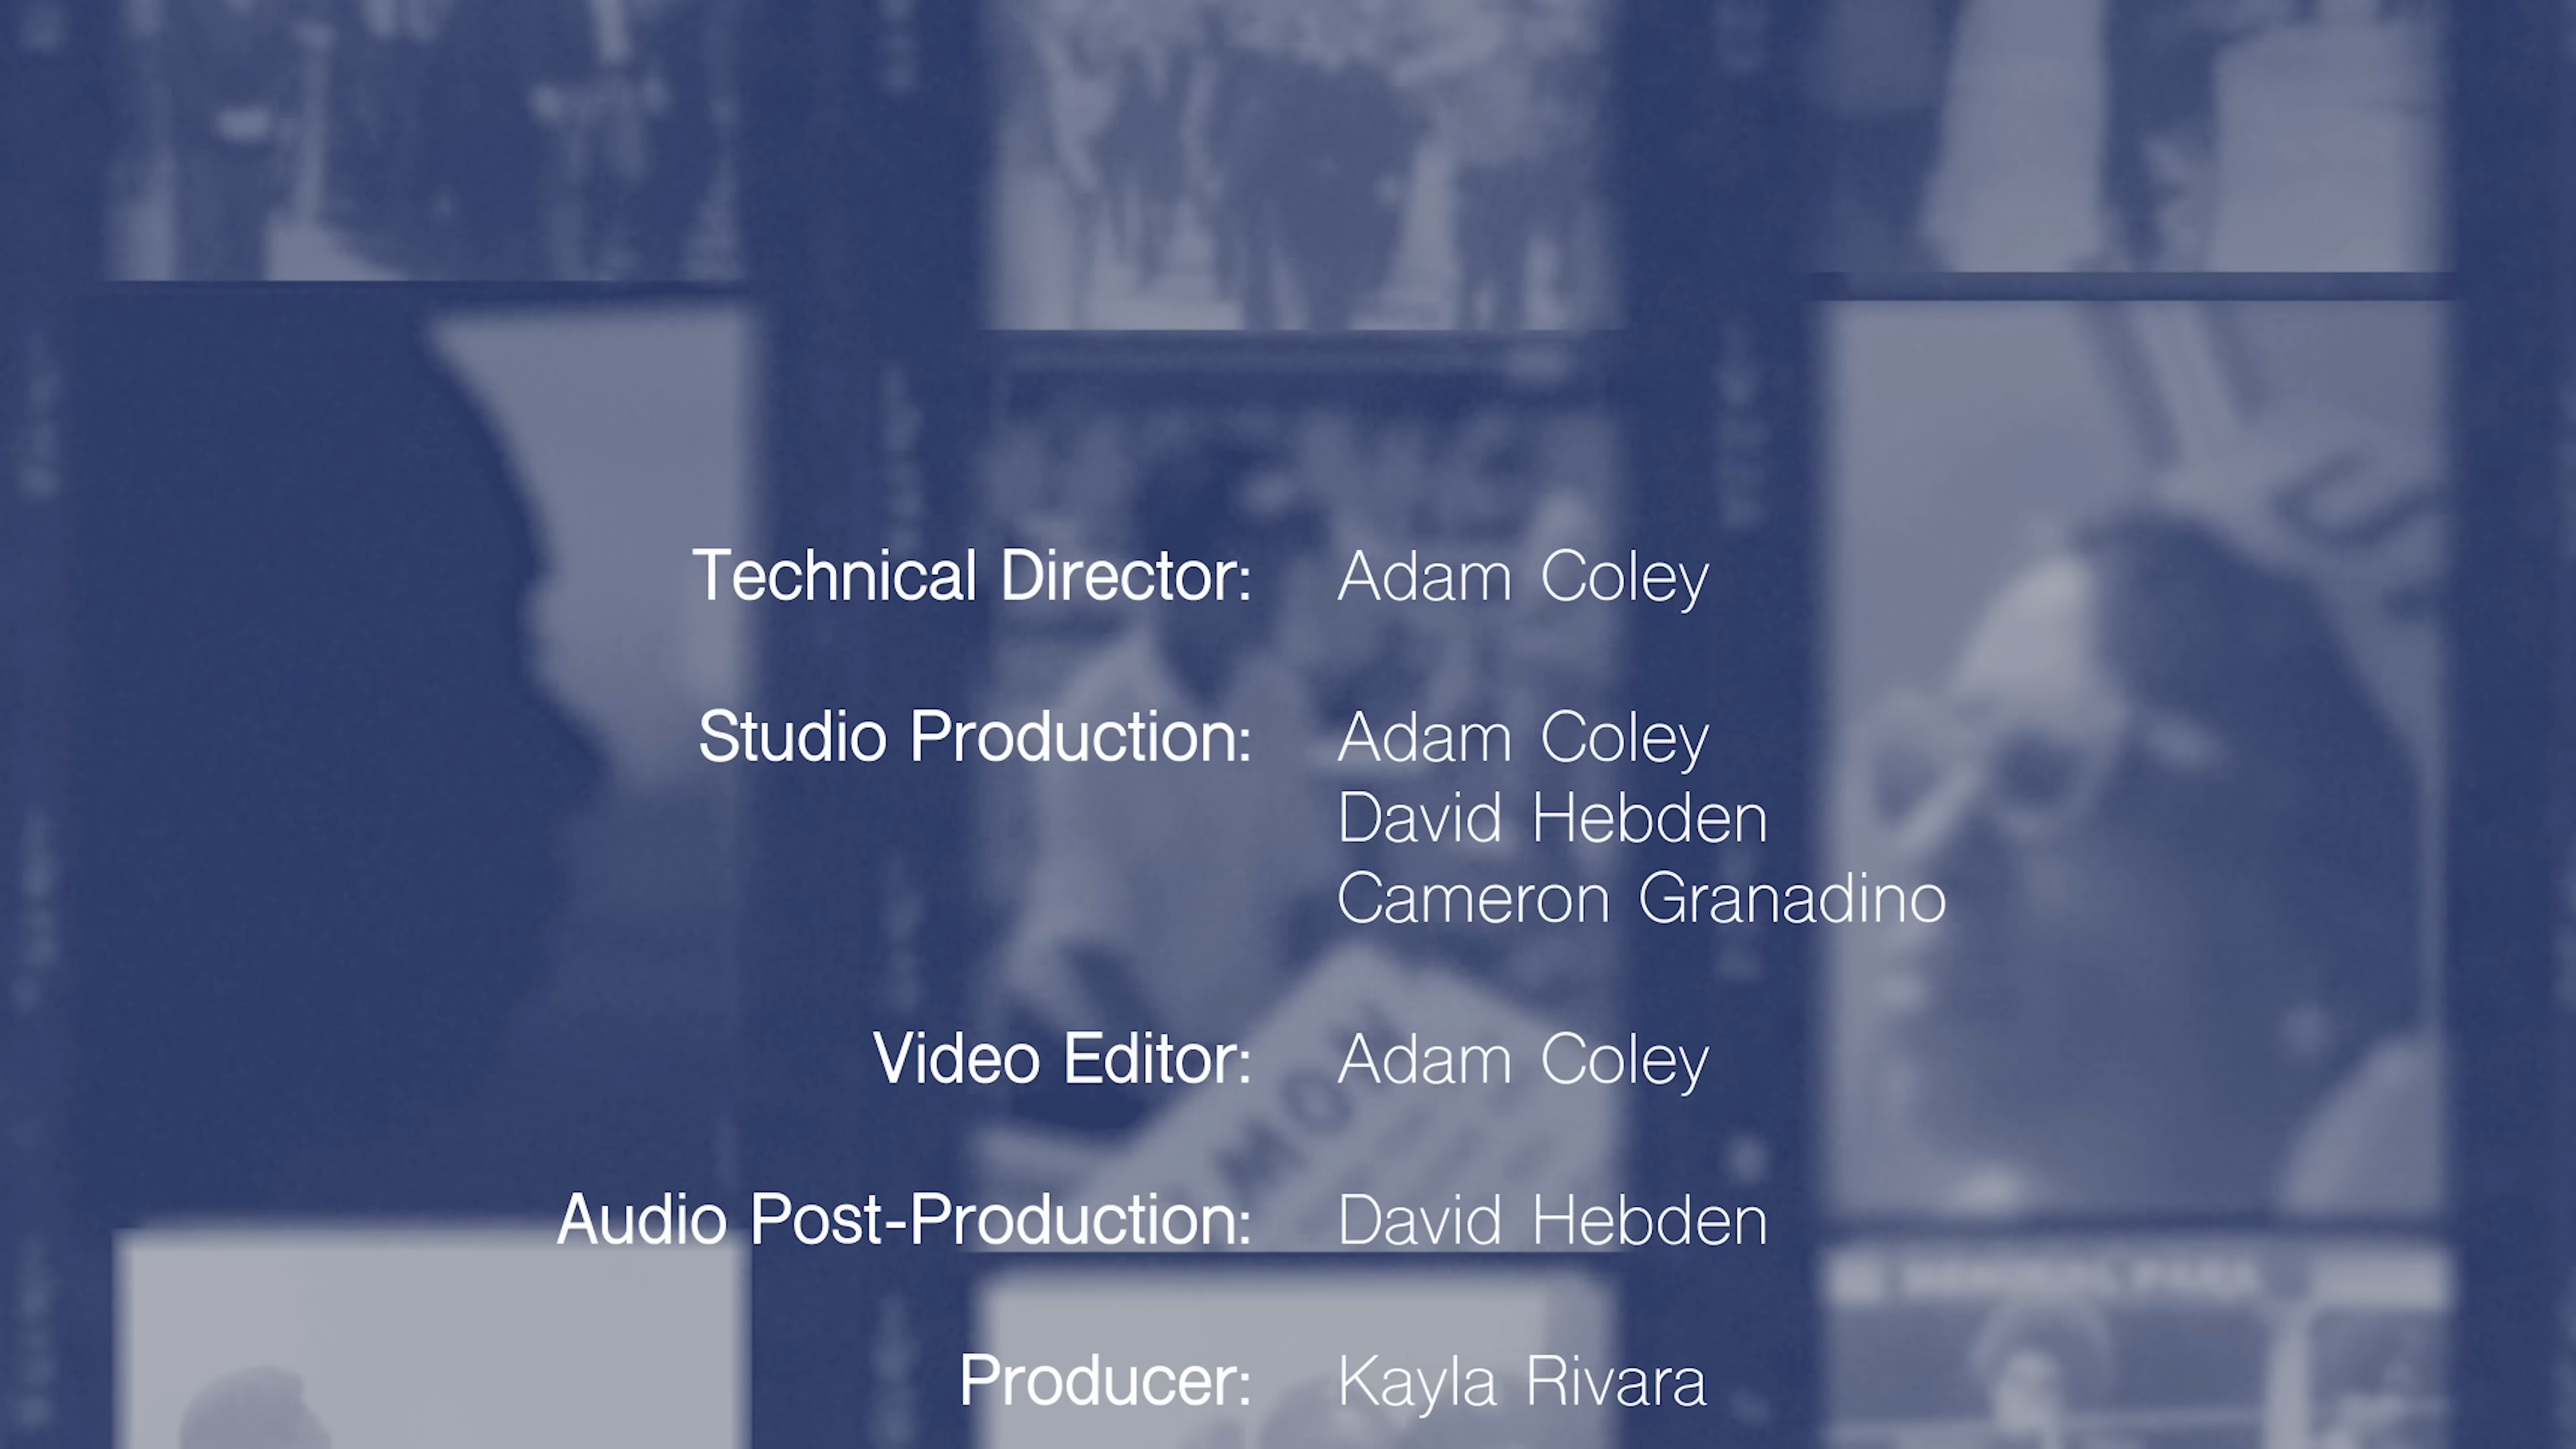 Technical Director: Adam Coley
Studio Production: Adam Coley
David Hebden
Cameron Granadino
Video Editor: Adam Coley
Audio Post-Production: David Hebden
Producer: Kayla Rivara